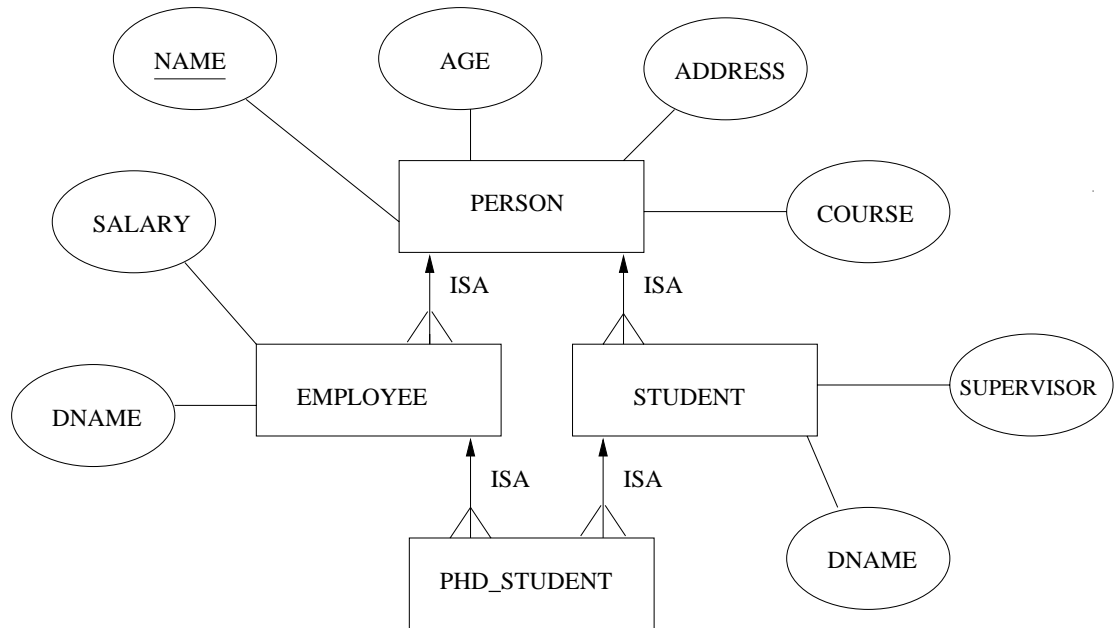 NAME
AGE
ADDRESS
PERSON
COURSE
SALARY
ISA
ISA
EMPLOYEE
STUDENT
SUPERVISOR
DNAME
ISA
ISA
DNAME
PHD_STUDENT